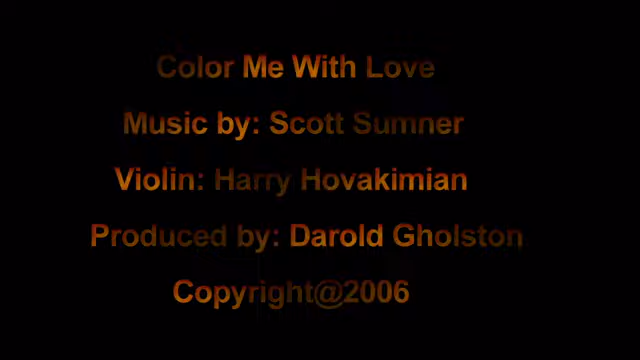 Color Me With Love
Music by: Scott Sumner
Violin: Harry Hovakimian
Produced by: Darold Gholston
Copyright@2006